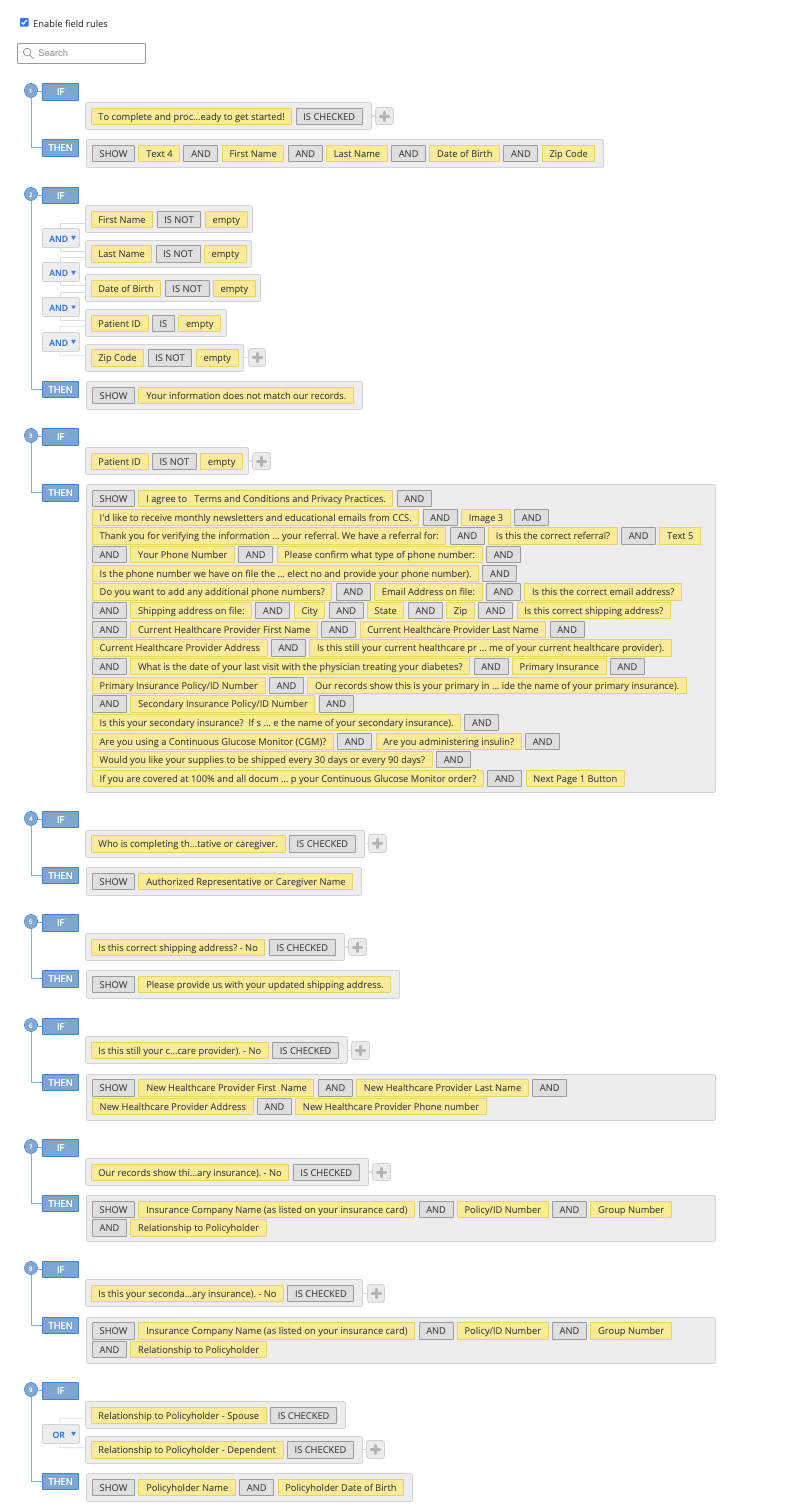 Enable field rules
Search
1 IF
To complete and proc...eady to get started! IS CHECKED
THEN SHOW Text 4 AND First Name AND Last Name AND Date of Birth AND Zip Code
2 IF
First Name IS NOT empty
AND
Last Name IS NOT empty
AND
Date of Birth IS NOT empty
AND
Patient ID IS empty
AND
Zip Code IS NOT empty
THEN SHOW Your information does not match our records.
3 IF
Patient ID IS NOT empty
THEN SHOW I agree to Terms and Conditions and Privacy Practices. AND
I'd like to receive monthly newsletters and educational emails from CCS. AND Image 3 AND
Thank you for verifying the information ... your referral. We have a referral for: AND Is this the correct referral? AND Text 5
AND Your Phone Number AND Please confirm what type of phone number: AND
Is the phone number we have on file the ... elect no and provide your phone number). AND
Do you want to add any additional phone numbers? AND Email Address on file: AND Is this the correct email address?
AND Shipping address on file: AND City AND State AND Zip AND Is this correct shipping address?
AND Current Healthcare Provider First Name AND Current Healthcare Provider Last Name AND
Current Healthcare Provider Address AND Is this still your current healthcare pr ... me of your current healthcare provider).
AND What is the date of your last visit with the physician treating your diabetes? AND Primary Insurance AND
Primary Insurance Policy/ID Number AND Our records show this is your primary in ... ide the name of your primary insurance).
AND Secondary Insurance Policy/ID Number AND
Is this your secondary insurance? If s ... e the name of your secondary insurance). AND
Are you using a Continuous Glucose Monitor (CGM)? AND Are you administering insulin? AND
Would you like your supplies to be shipped every 30 days or every 90 days? AND
If you are covered at 100% and all docum ... p your Continuous Glucose Monitor order? AND Next Page 1 Button
4 IF
Who is completing th...tative or caregiver. IS CHECKED
THEN SHOW Authorized Representative or Caregiver Name
5 IF
Is this correct shipping address? - No IS CHECKED
THEN SHOW Please provide us with your updated shipping address.
6 IF
Is this still your c...care provider). - No IS CHECKED
THEN SHOW New Healthcare Provider First Name AND New Healthcare Provider Last Name AND
New Healthcare Provider Address AND New Healthcare Provider Phone number
7 IF
Our records show thi...ary insurance). - No IS CHECKED
THEN SHOW Insurance Company Name (as listed on your insurance card) AND Policy/ID Number AND Group Number
AND Relationship to Policyholder
8 IF
Is this your seconda...ary insurance). - No IS CHECKED
THEN SHOW Insurance Company Name (as listed on your insurance card) AND Policy/ID Number AND Group Number
AND Relationship to Policyholder
9 IF
Relationship to Policyholder - Spouse IS CHECKED
OR
Relationship to Policyholder - Dependent IS CHECKED
THEN SHOW Policyholder Name AND Policyholder Date of Birth